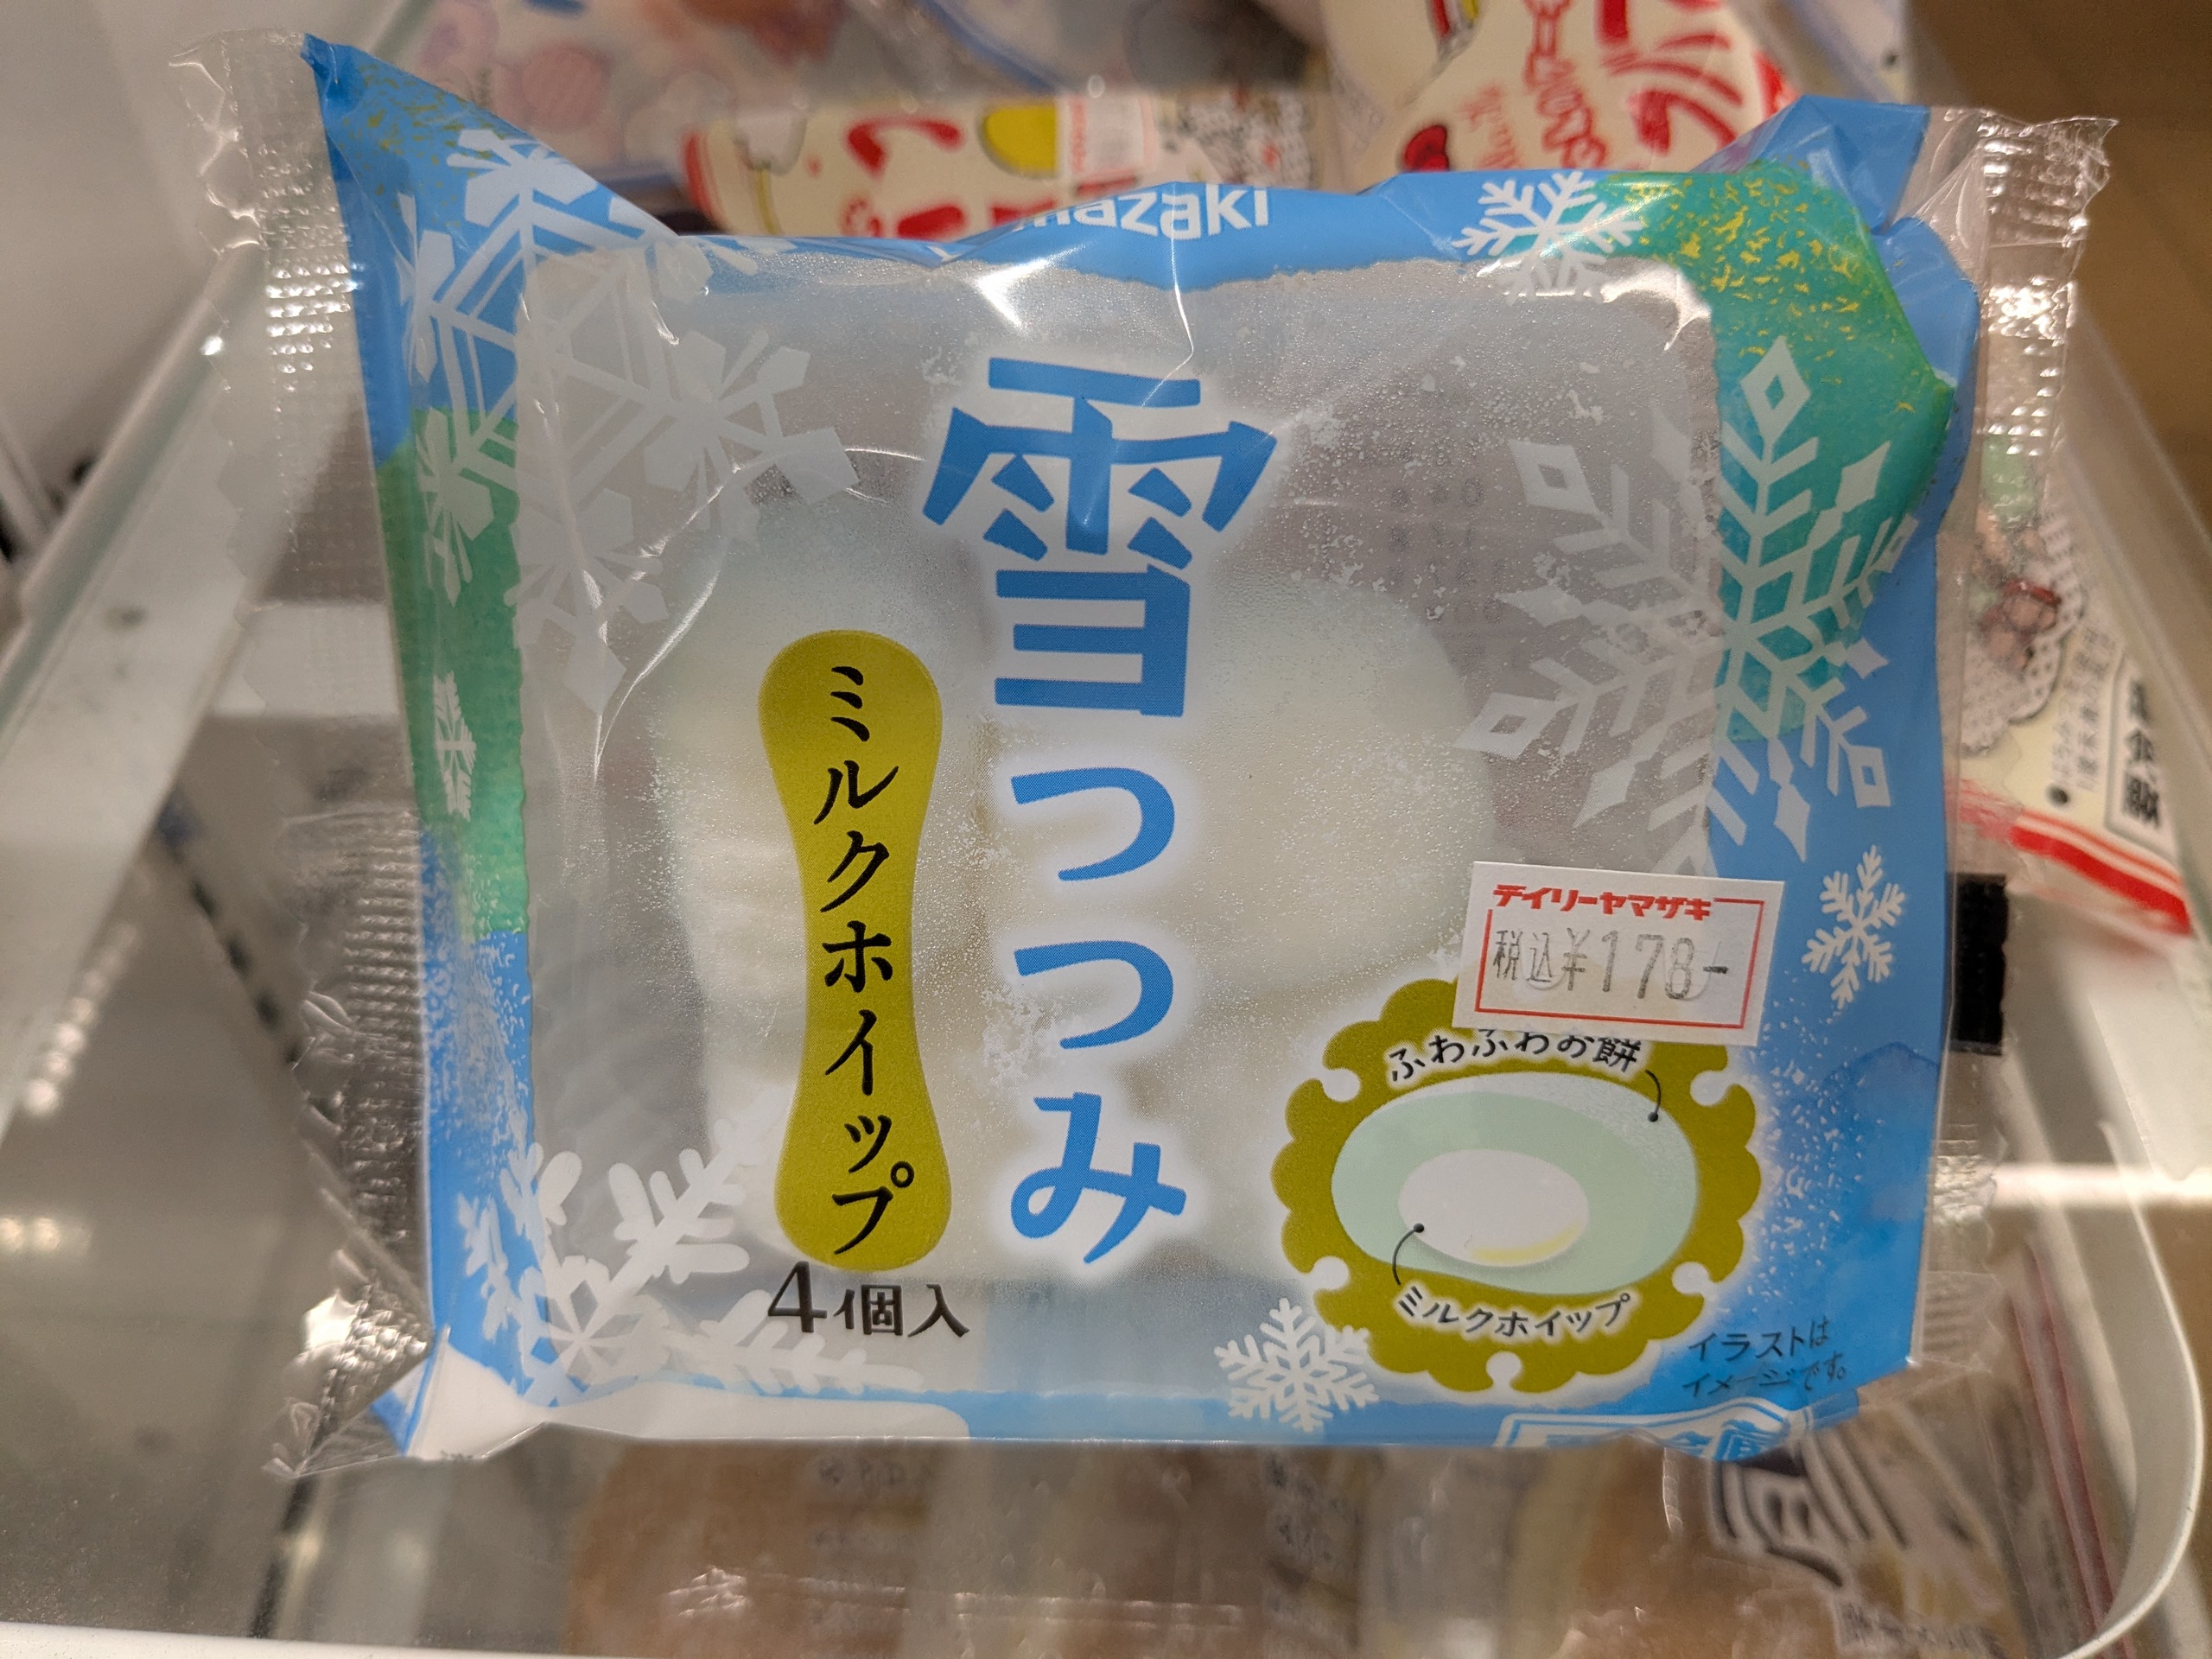 mazaki
雪つつみ
ミルクホイップ
4個入
デイリーヤマザキ
税込¥178-
ふわふわお餅
ミルクホイップ
イラストは
イメージです。